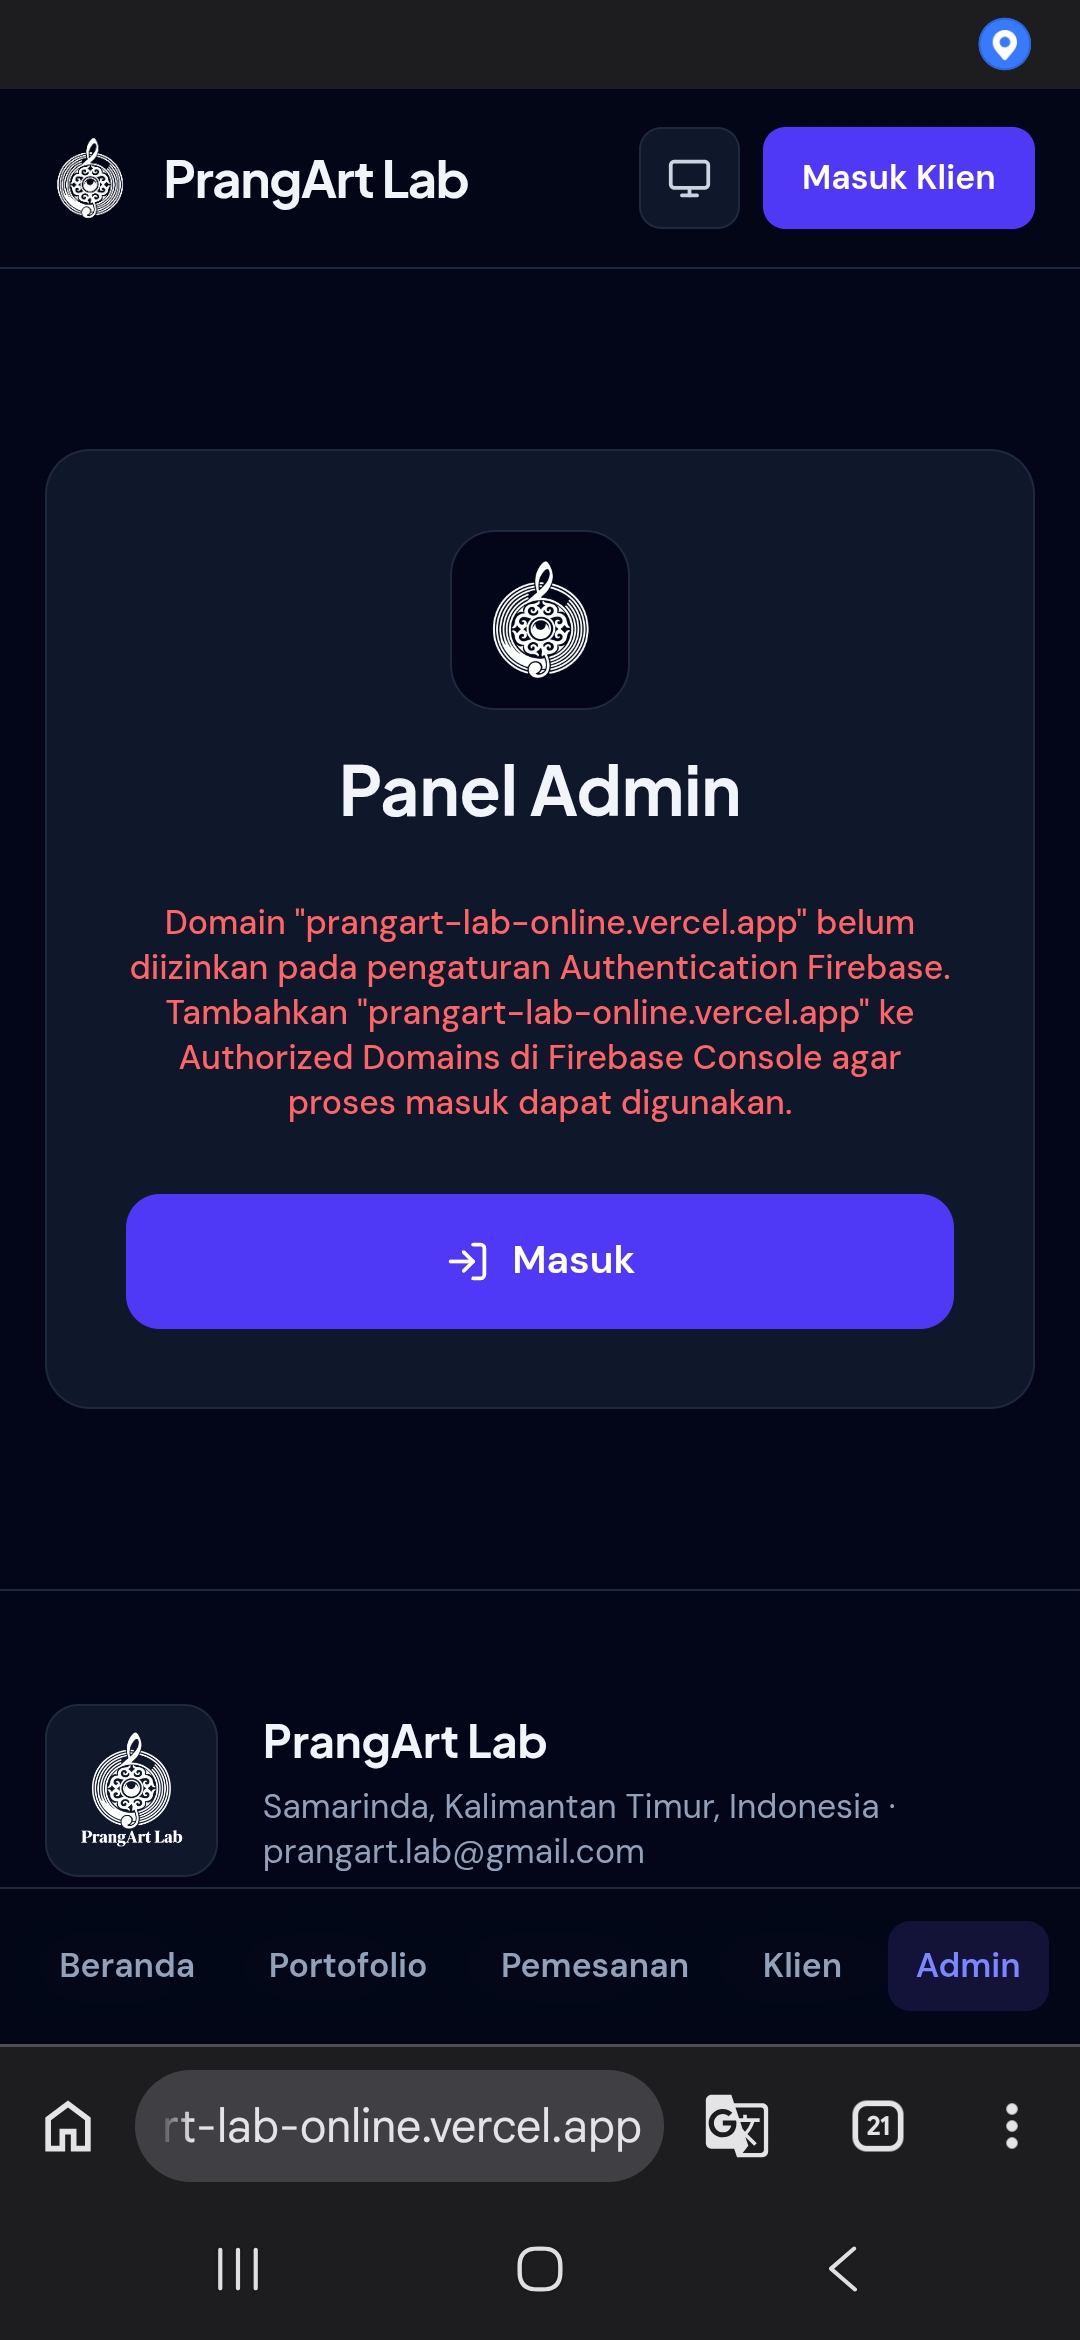 PrangArt Lab
Masuk Klien
Panel Admin
Domain "prangart-lab-online.vercel.app" belum
diizinkan pada pengaturan Authentication Firebase.
Tambahkan "prangart-lab-online.vercel.app" ke
Authorized Domains di Firebase Console agar
proses masuk dapat digunakan.
Masuk
PrangArt Lab
PrangArt Lab
Samarinda, Kalimantan Timur, Indonesia ·
prangart.lab@gmail.com
Beranda
Portofolio
Pemesanan
Klien
Admin
rt-lab-online.vercel.app
G
21